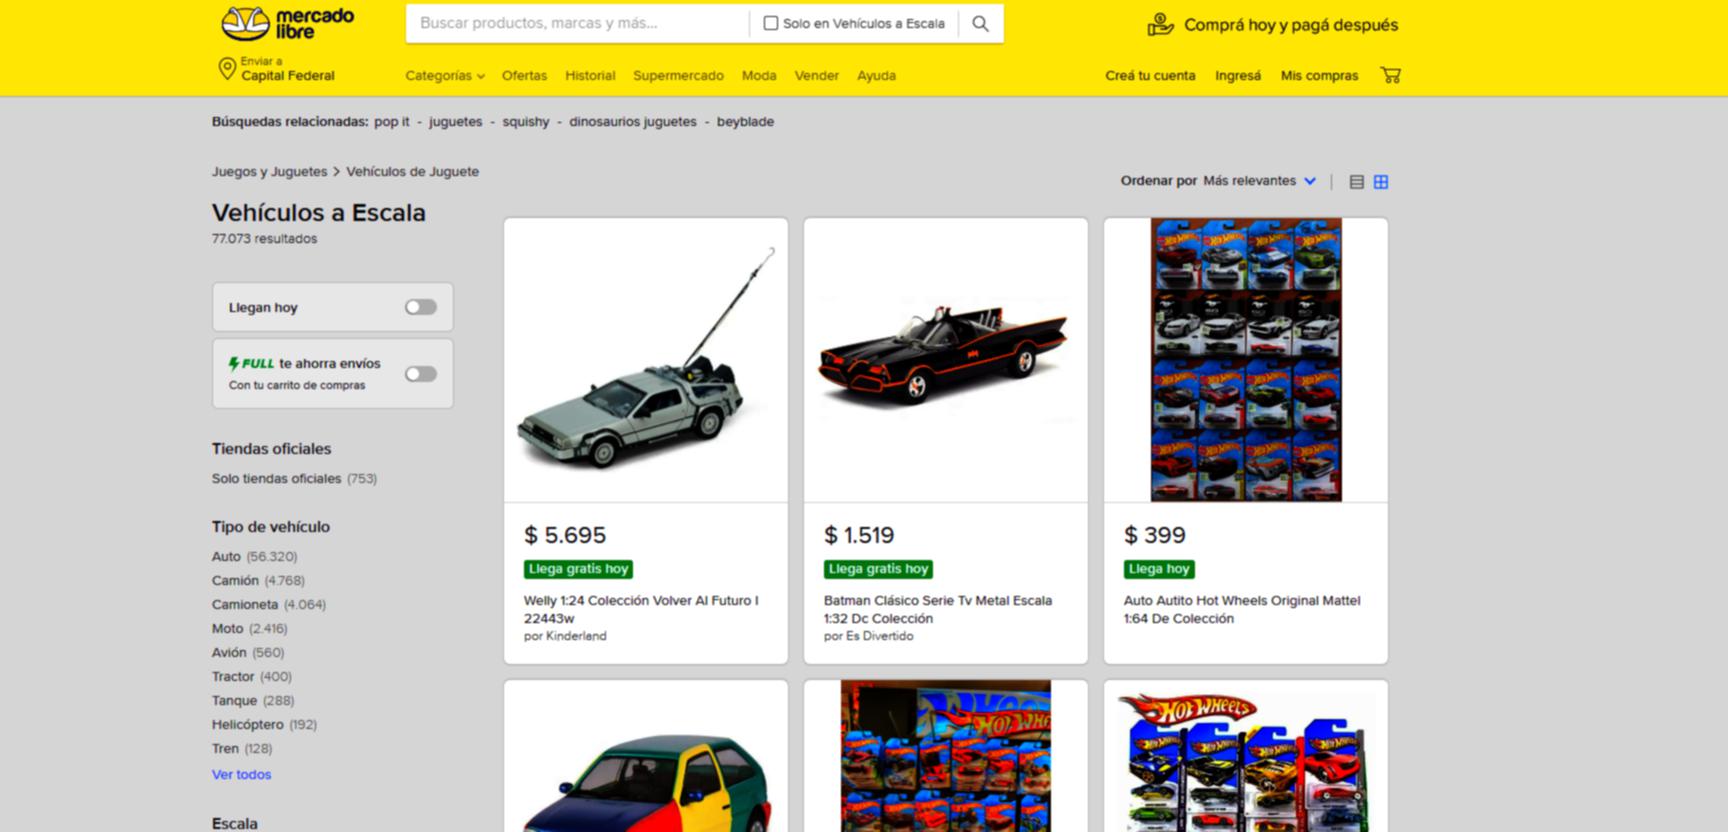 mercado
libre
Buscar productos, marcas y más...
Solo en Vehículos a Escala
Comprá hoy y pagá después
Enviar a
Capital Federal
Categorías
Ofertas
Historial
Supermercado
Moda
Vender
Ayuda
Creá tu cuenta
Ingresá
Mis compras
Búsquedas relacionadas: pop it - juguetes - squishy - dinosaurios juguetes - beyblade
Juegos y Juguetes > Vehículos de Juguete
Ordenar por Más relevantes
Vehículos a Escala
77.073 resultados
Llegan hoy
FULL te ahorra envíos
Con tu carrito de compras
Tiendas oficiales
Solo tiendas oficiales (753)
Tipo de vehículo
Auto (56.320)
Camión (4.768)
Camioneta (4.064)
Moto (2.416)
Avión (560)
Tractor (400)
Tanque (288)
Helicóptero (192)
Tren (128)
Ver todos
Escala
$ 5.695
Llega gratis hoy
Welly 1:24 Colección Volver Al Futuro I
22443w
por Kinderland
$ 1.519
Llega gratis hoy
Batman Clásico Serie Tv Metal Escala
1:32 Dc Colección
por Es Divertido
$ 399
Llega hoy
Auto Autito Hot Wheels Original Mattel
1:64 De Colección
HOT WHEELS